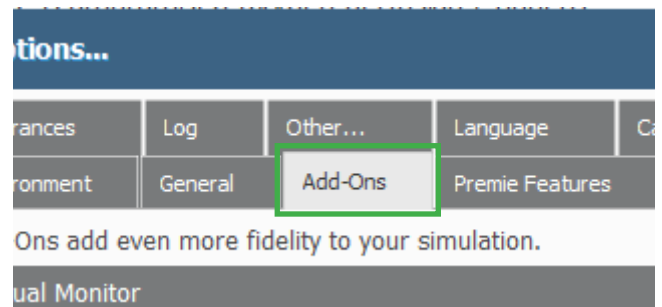 tions...
rances Log Other... Language Ca
ronment General Add-Ons Premie Features
Ons add even more fidelity to your simulation.
ual Monitor